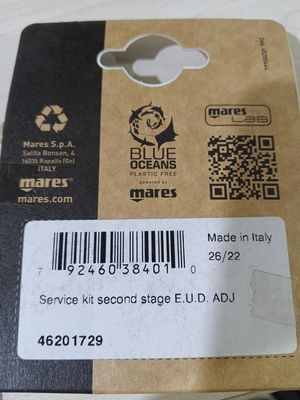 Mares S.p.A.
Salita Bonsen, 4
16035 Rapallo (Ge)
ITALY
mares
mares.com
BLUE
OCEANS
PLASTIC FREE
powered by
mares
mares
LAB
Made in Italy
26/22
7 92460 38401 0
Service kit second stage E.U.D. ADJ
46201729